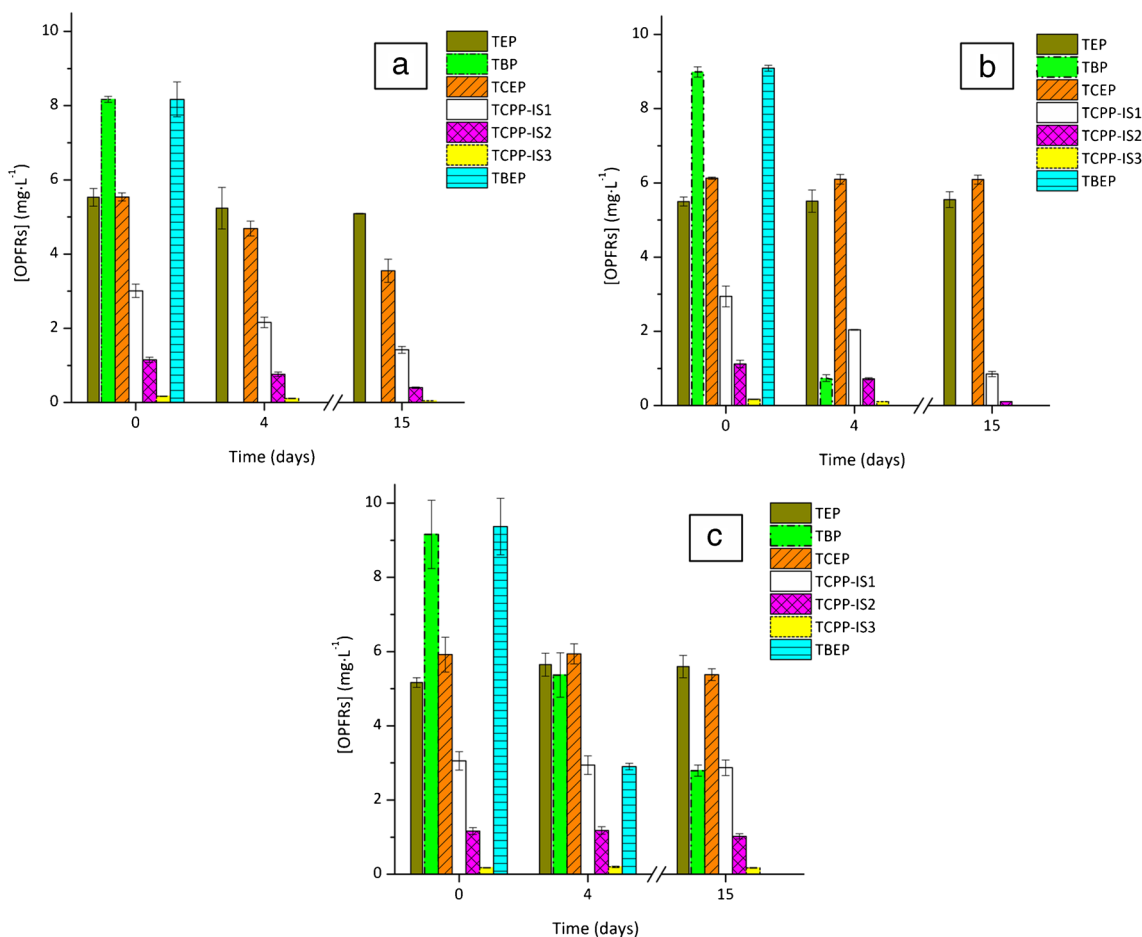 a
TEP
TBP
TCEP
TCPP-IS1
TCPP-IS2
TCPP-IS3
TBEP
10
8
6
4
2
0
[OPFRs] (mg·L⁻¹)
0 4 15
Time (days)
b
TEP
TBP
TCEP
TCPP-IS1
TCPP-IS2
TCPP-IS3
TBEP
10
8
6
4
2
0
[OPFRs] (mg·L⁻¹)
0 4 15
Time (days)
c
TEP
TBP
TCEP
TCPP-IS1
TCPP-IS2
TCPP-IS3
TBEP
10
8
6
4
2
0
[OPFRs] (mg·L⁻¹)
0 4 15
Time (days)